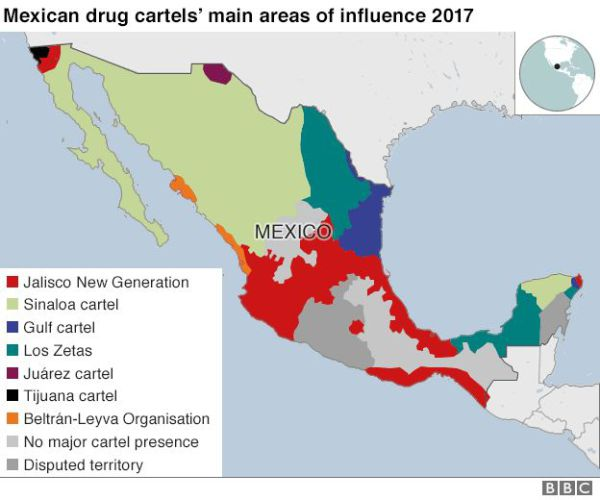 Mexican drug cartels’ main areas of influence 2017
MEXICO
Jalisco New Generation
Sinaloa cartel
Gulf cartel
Los Zetas
Juárez cartel
Tijuana cartel
Beltrán-Leyva Organisation
No major cartel presence
Disputed territory
BBC